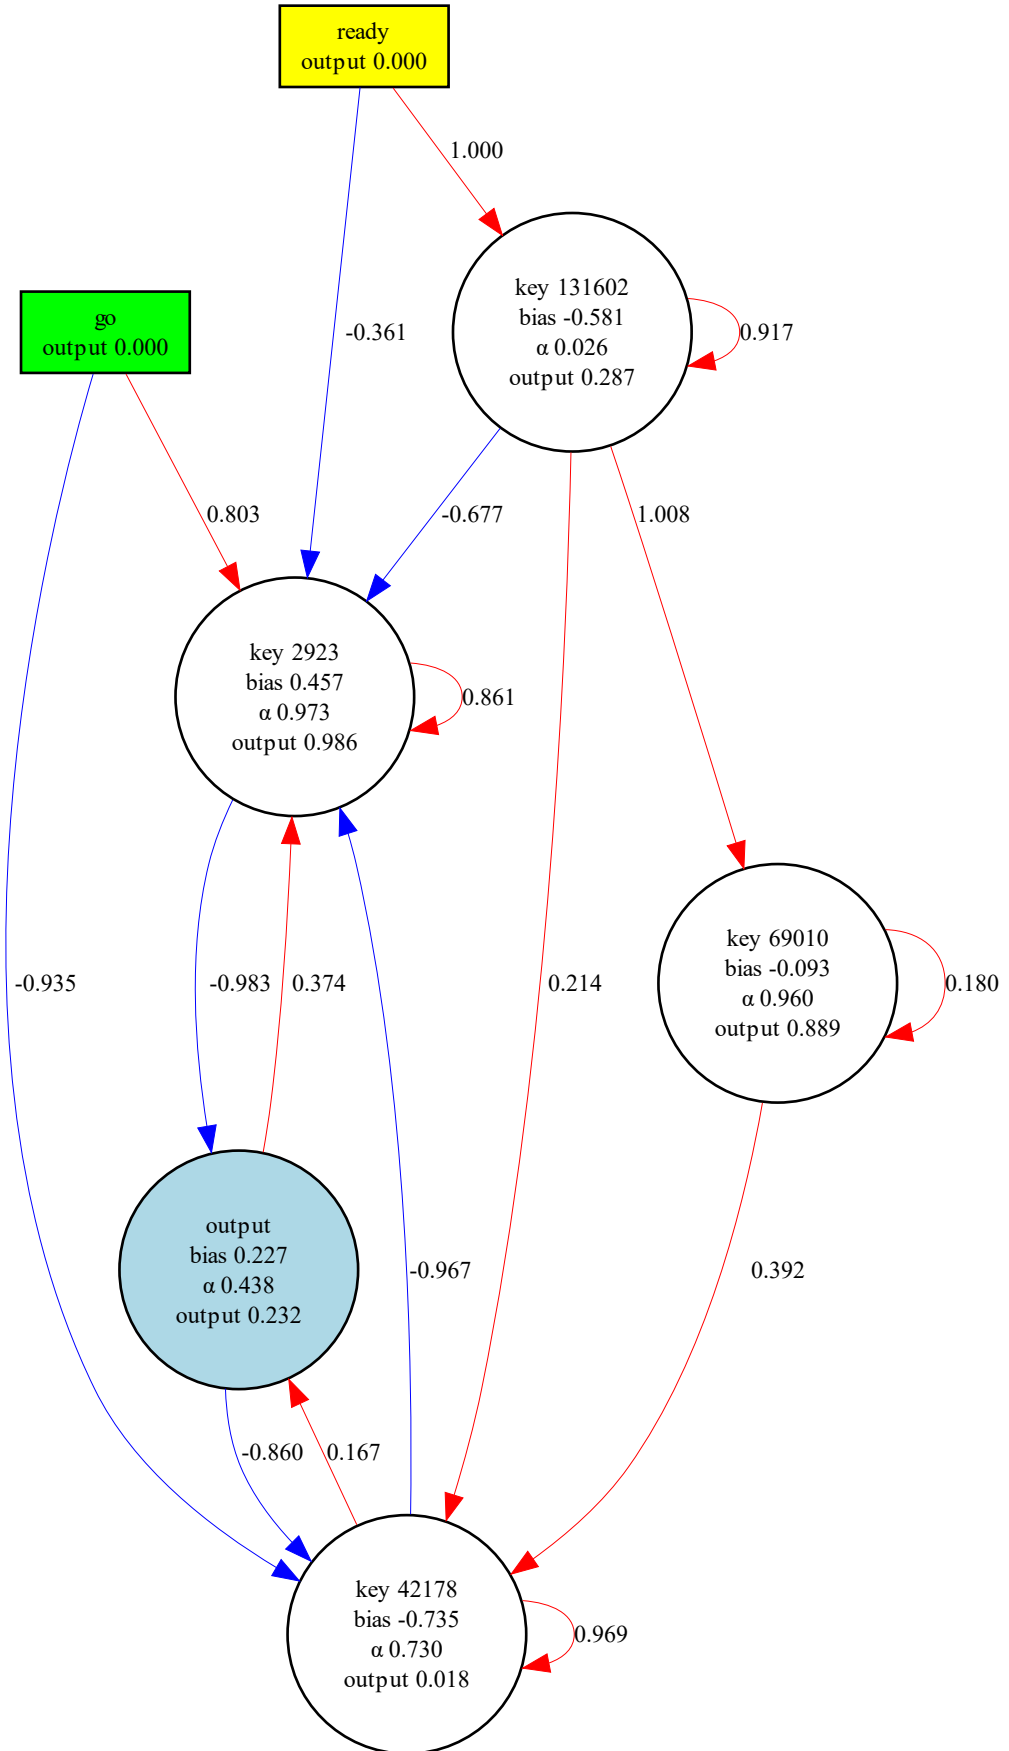 ready
output 0.000
1.000
key 131602
bias -0.581
α 0.026
output 0.287
0.917
-0.361
go
output 0.000
0.803
-0.677
1.008
key 2923
bias 0.457
α 0.973
output 0.986
0.861
key 69010
bias -0.093
α 0.960
output 0.889
0.180
-0.935
-0.983
0.374
0.214
output
bias 0.227
α 0.438
output 0.232
-0.967
0.392
-0.860
0.167
key 42178
bias -0.735
α 0.730
output 0.018
0.969